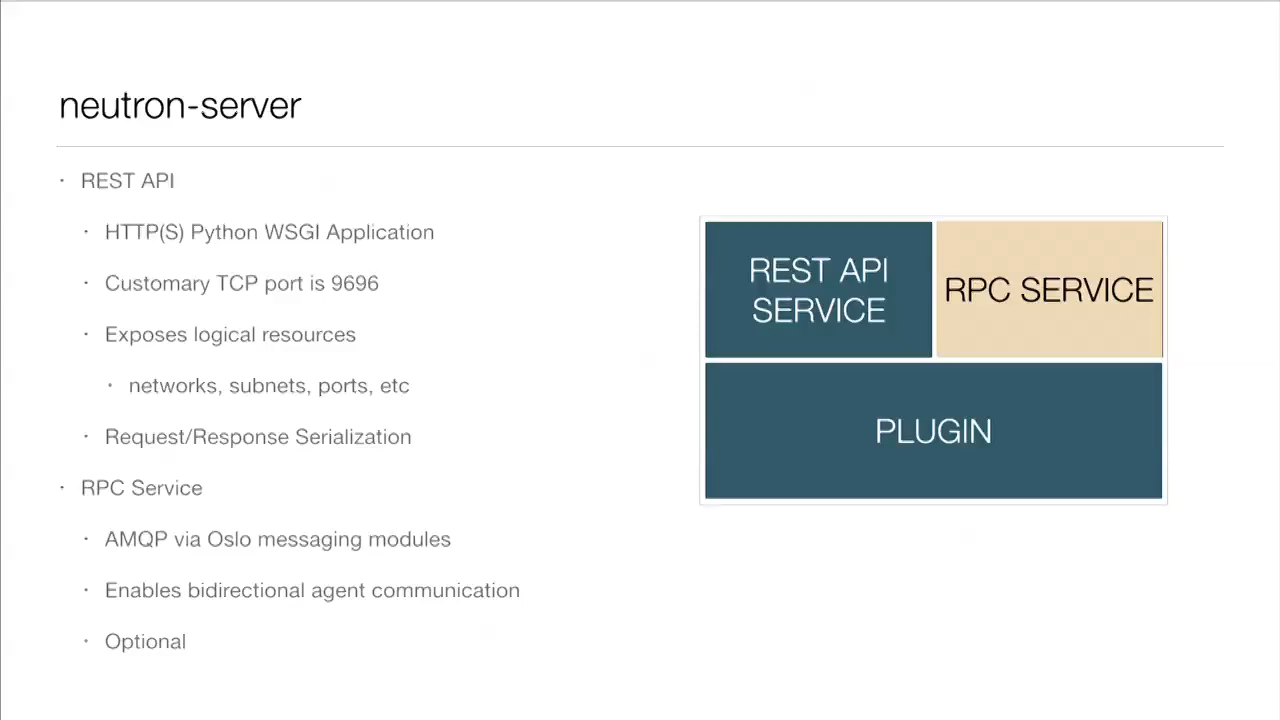 neutron-server
· REST API
· HTTP(S) Python WSGI Application
· Customary TCP port is 9696
· Exposes logical resources
· networks, subnets, ports, etc
· Request/Response Serialization
· RPC Service
· AMQP via Oslo messaging modules
· Enables bidirectional agent communication
· Optional
REST API
SERVICE
RPC SERVICE
PLUGIN